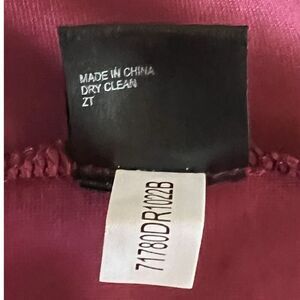 MADE IN CHINA
DRY CLEAN
ZT
71780DR1022B